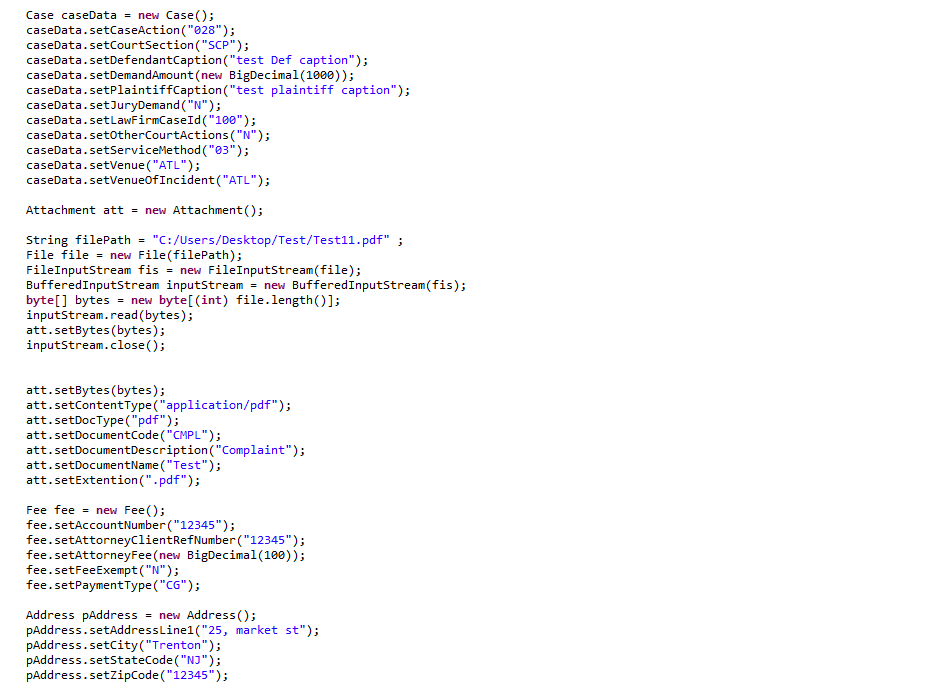 Case caseData = new Case();
caseData.setCaseAction("028");
caseData.setCourtSection("SCP");
caseData.setDefendantCaption("test Def caption");
caseData.setDemandAmount(new BigDecimal(1000));
caseData.setPlaintiffCaption("test plaintiff caption");
caseData.setJuryDemand("N");
caseData.setLawFirmCaseId("100");
caseData.setOtherCourtActions("N");
caseData.setServiceMethod("03");
caseData.setVenue("ATL");
caseData.setVenueOfIncident("ATL");
Attachment att = new Attachment();
String filePath = "C:/Users/Desktop/Test/Test11.pdf" ;
File file = new File(filePath);
FileInputStream fis = new FileInputStream(file);
BufferedInputStream inputStream = new BufferedInputStream(fis);
byte[] bytes = new byte[(int) file.length()];
inputStream.read(bytes);
att.setBytes(bytes);
inputStream.close();
att.setBytes(bytes);
att.setContentType("application/pdf");
att.setDocType("pdf");
att.setDocumentCode("CMPL");
att.setDocumentDescription("Complaint");
att.setDocumentName("Test");
att.setExtention(".pdf");
Fee fee = new Fee();
fee.setAccountNumber("12345");
fee.setAttorneyClientRefNumber("12345");
fee.setAttorneyFee(new BigDecimal(100));
fee.setFeeExempt("N");
fee.setPaymentType("CG");
Address pAddress = new Address();
pAddress.setAddressLine1("25, market st");
pAddress.setCity("Trenton");
pAddress.setStateCode("NJ");
pAddress.setZipCode("12345");